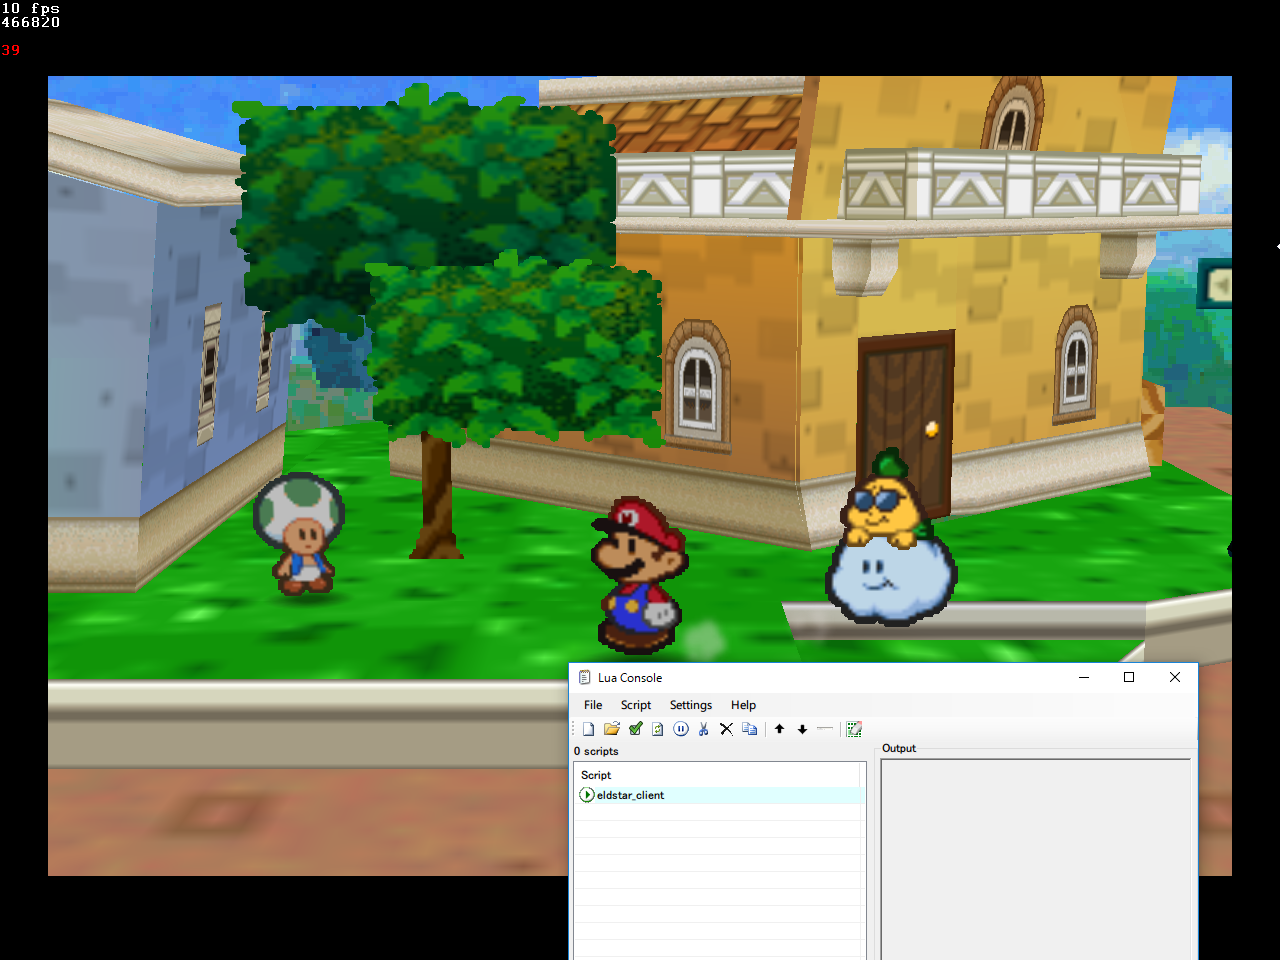 10 fps
466820
39
M
Lua Console
File Script Settings Help
0 scripts
Output
Script
eldstar_client